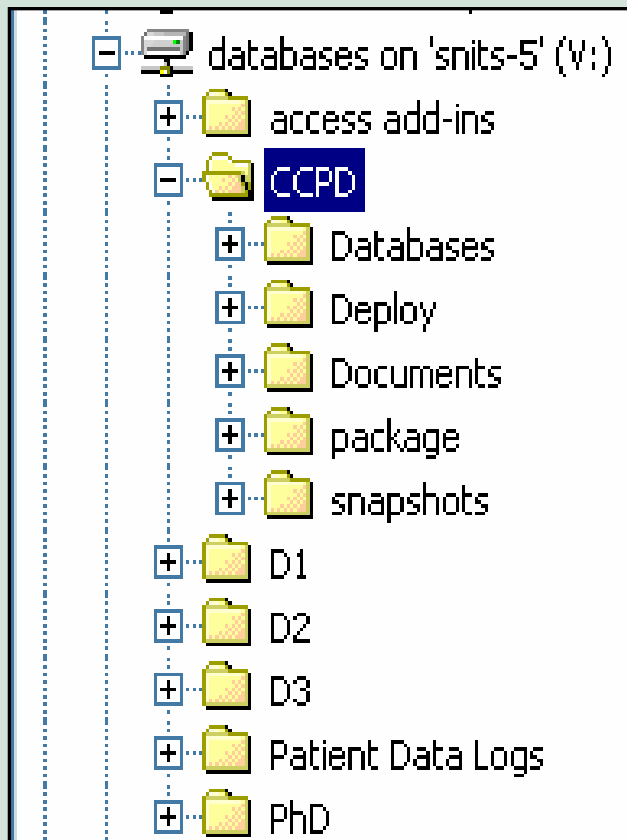 databases on 'snits-5' (V:)
access add-ins
CCPD
Databases
Deploy
Documents
package
snapshots
D1
D2
D3
Patient Data Logs
PhD